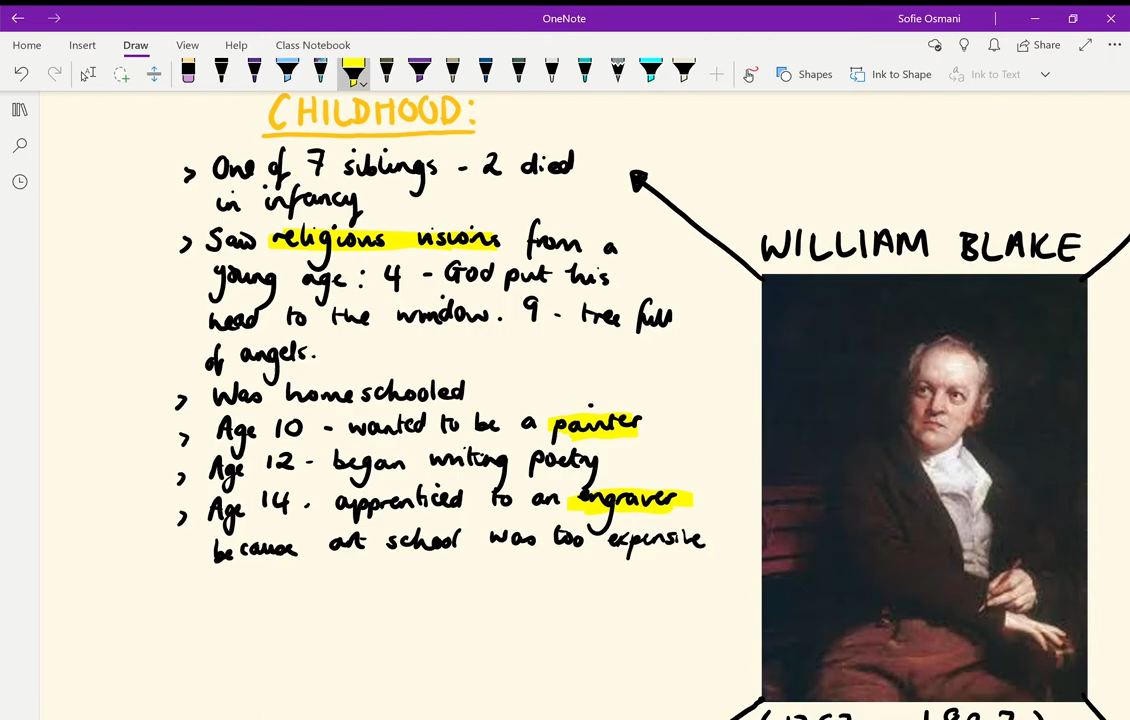 OneNote
Sofie Osmani
Home Insert Draw View Help Class Notebook
Share
Shapes
Ink to Shape
Ink to Text
CHILDHOOD:
> One of 7 siblings - 2 died
in infancy
> Saw religious visions from a
young age: 4 - God put his
head to the window. 9 - tree full
of angels.
> Was homeschooled
> Age 10 - wanted to be a painter
> Age 12 - began writing poetry
> Age 14 - apprenticed to an engraver
because art school was too expensive
WILLIAM BLAKE